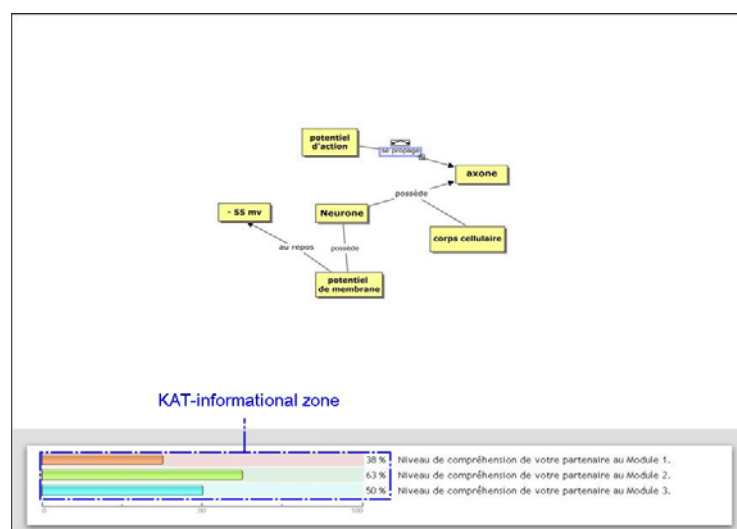 potentiel
d'action
se propage
axone
possède
- 55 mv
Neurone
corps cellulaire
au repos
possède
potentiel
de membrane
KAT-informational zone
38 % Niveau de compréhension de votre partenaire au Module 1.
63 % Niveau de compréhension de votre partenaire au Module 2.
50 % Niveau de compréhension de votre partenaire au Module 3.
0 50 100